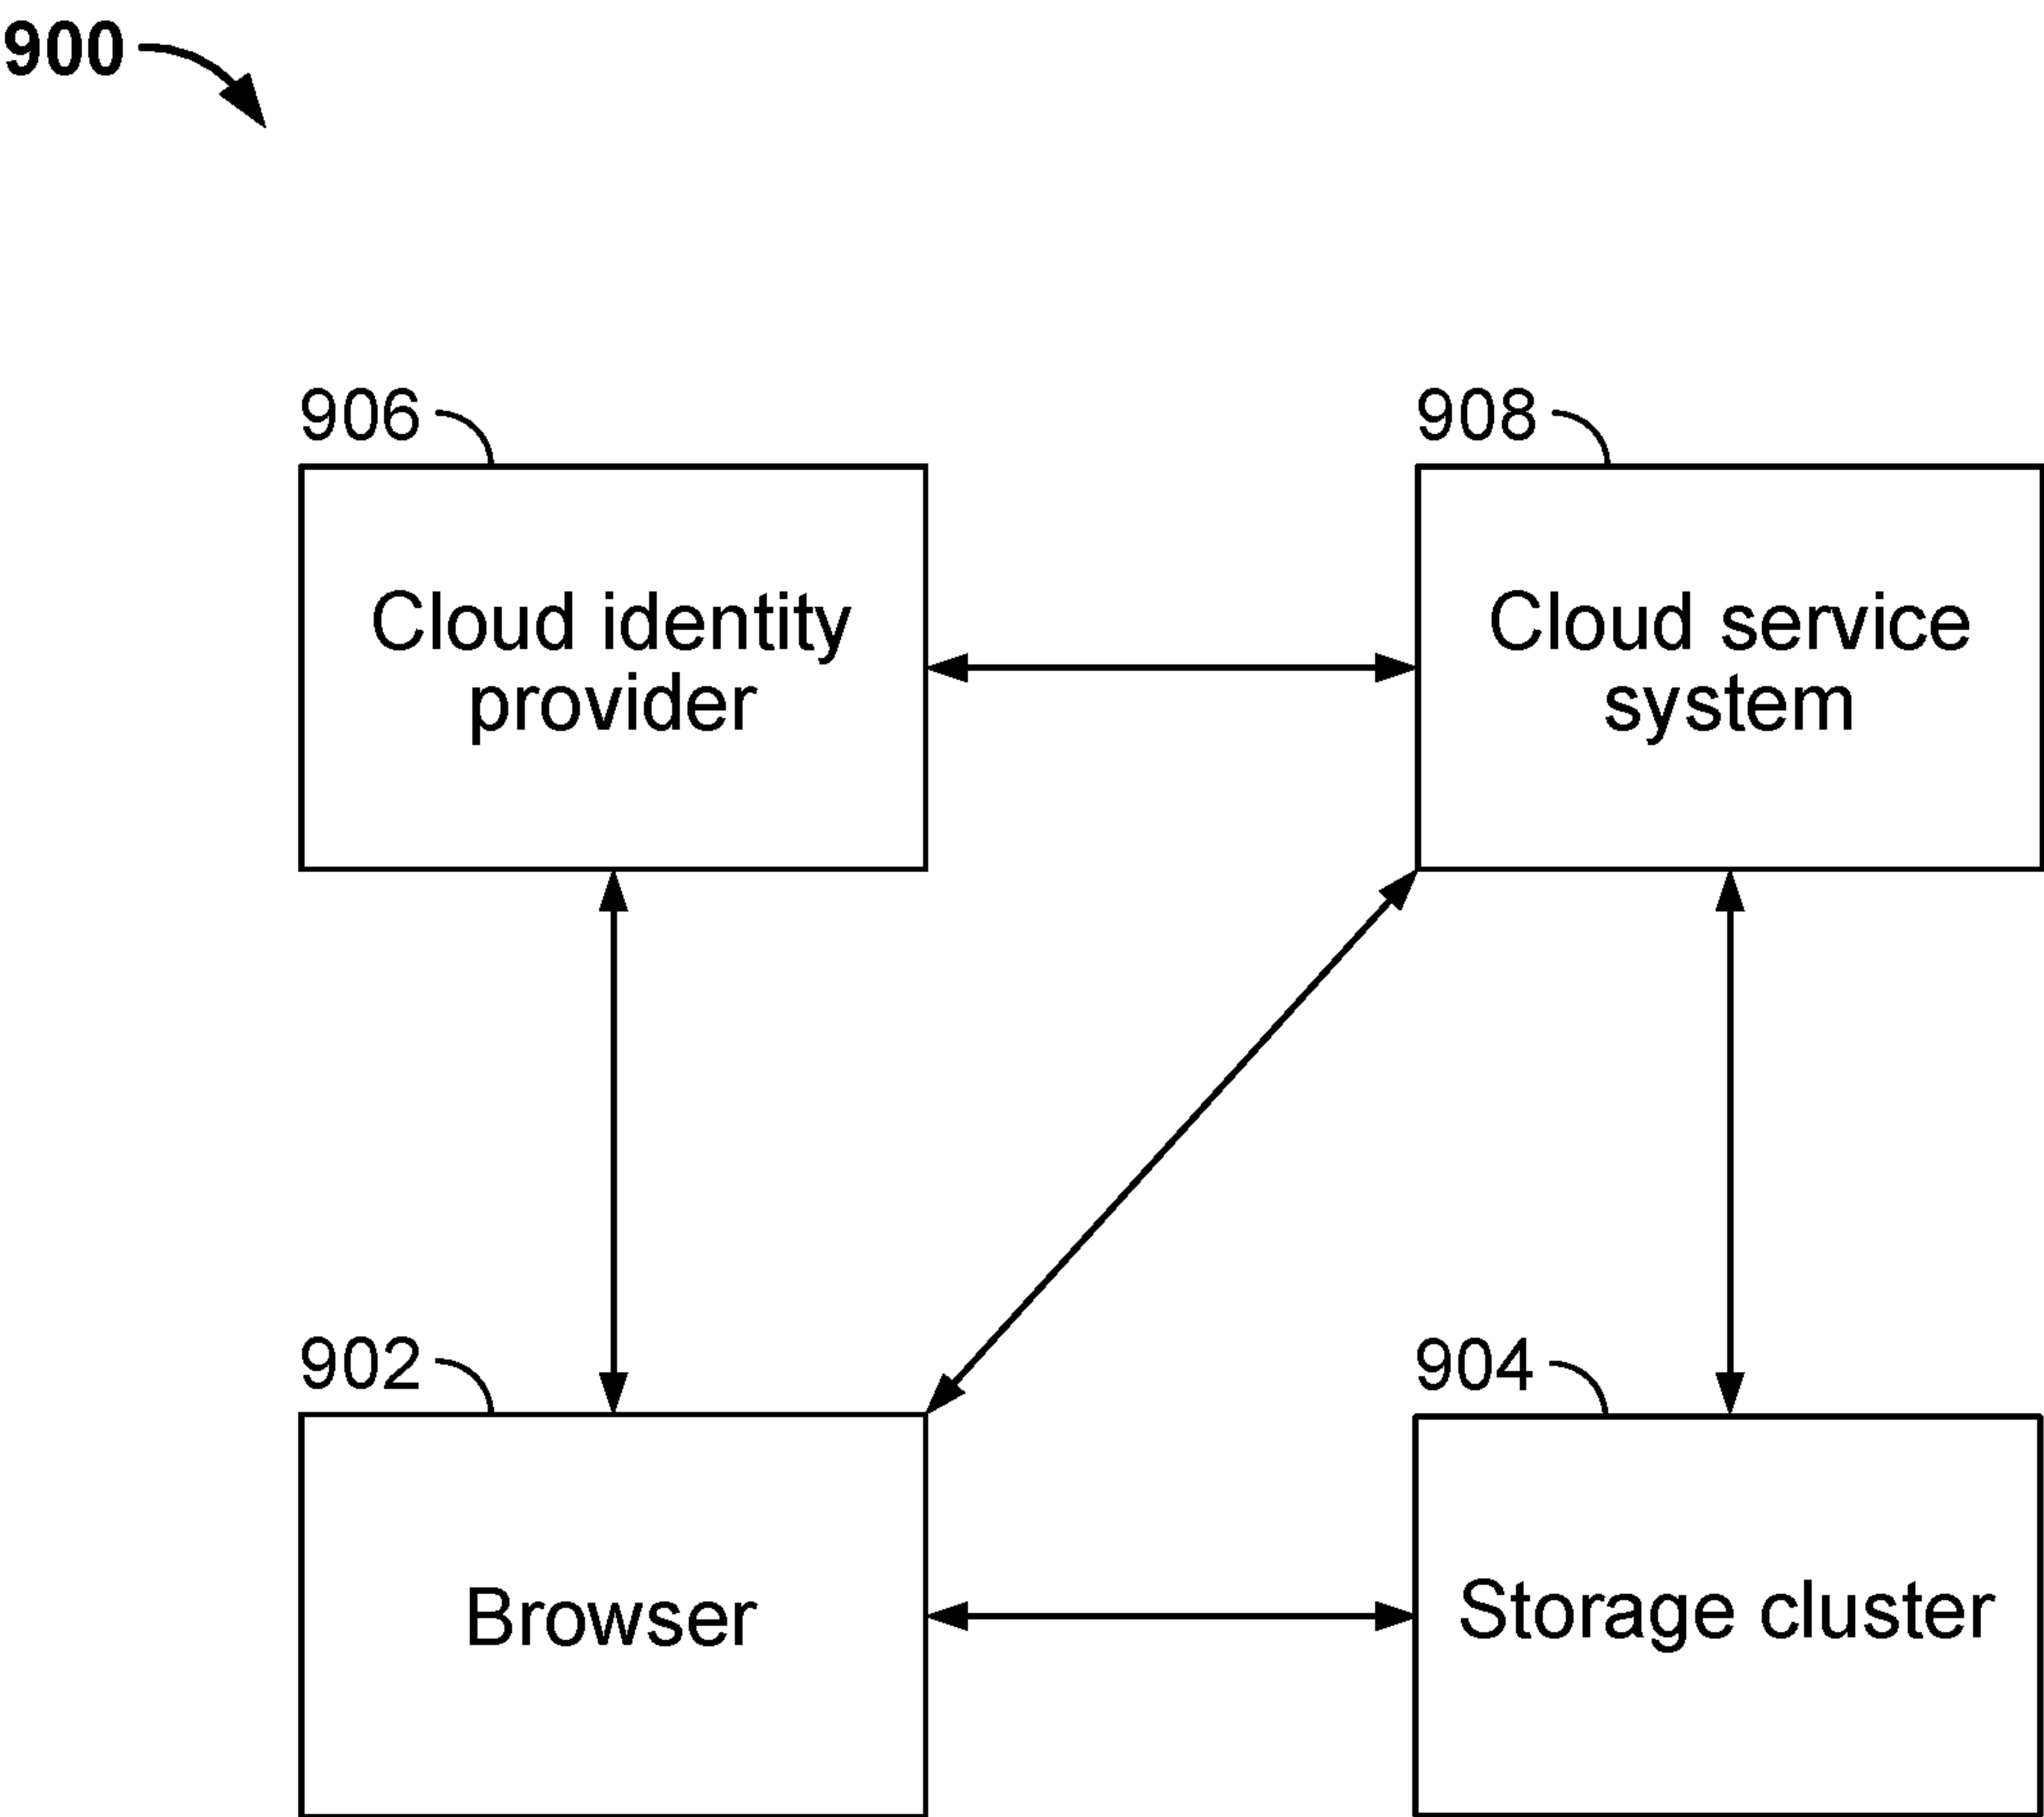 900
906
908
Cloud identity
provider
Cloud service
system
902
904
Browser
Storage cluster